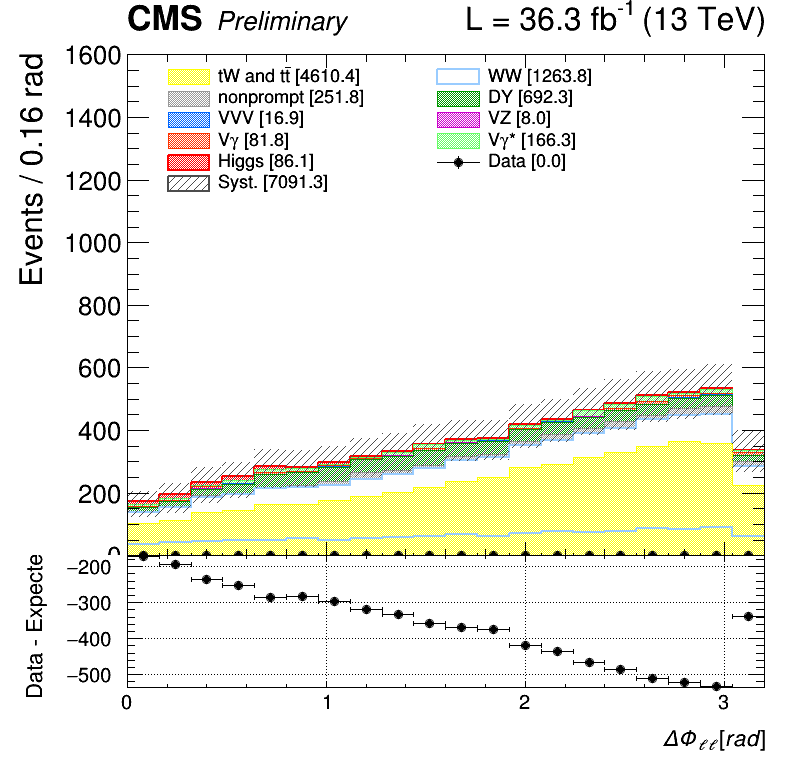 CMS Preliminary L = 36.3 fb⁻¹ (13 TeV)
Events / 0.16 rad
1600
1400
1200
1000
800
600
400
200
0
tW and tt̄ [4610.4]
nonprompt [251.8]
VVV [16.9]
Vγ [81.8]
Higgs [86.1]
Syst. [7091.3]
WW [1263.8]
DY [692.3]
VZ [8.0]
Vγ* [166.3]
Data [0.0]
Data - Expecte
−200
−300
−400
−500
0 1 2 3
ΔΦℓℓ[rad]